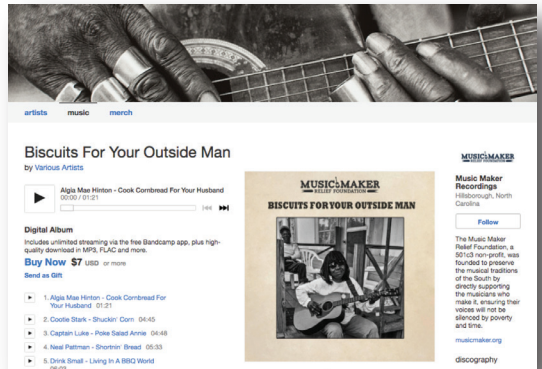 artists music merch
Biscuits For Your Outside Man
by Various Artists
Algia Mae Hinton - Cook Cornbread For Your Husband
00:00 / 01:21
Digital Album
Includes unlimited streaming via the free Bandcamp app, plus high-
quality download in MP3, FLAC and more.
Buy Now $7 USD or more
Send as Gift
1. Algia Mae Hinton - Cook Cornbread For
Your Husband 01:21
2. Cootie Stark - Shuckin' Corn 04:45
3. Captain Luke - Poke Salad Annie 04:48
4. Neal Pattman - Shortnin' Bread 05:33
5. Drink Small - Living In A BBQ World
MUSIC MAKER
RELIEF FOUNDATION
BISCUITS FOR YOUR OUTSIDE MAN
MUSIC MAKER
RELIEF FOUNDATION
Music Maker
Recordings
Hillsborough, North
Carolina
Follow
The Music Maker
Relief Foundation, a
501c3 non-profit, was
founded to preserve
the musical traditions
of the South by
directly supporting
the musicians who
make it, ensuring their
voices will not be
silenced by poverty
and time.
musicmaker.org
discography